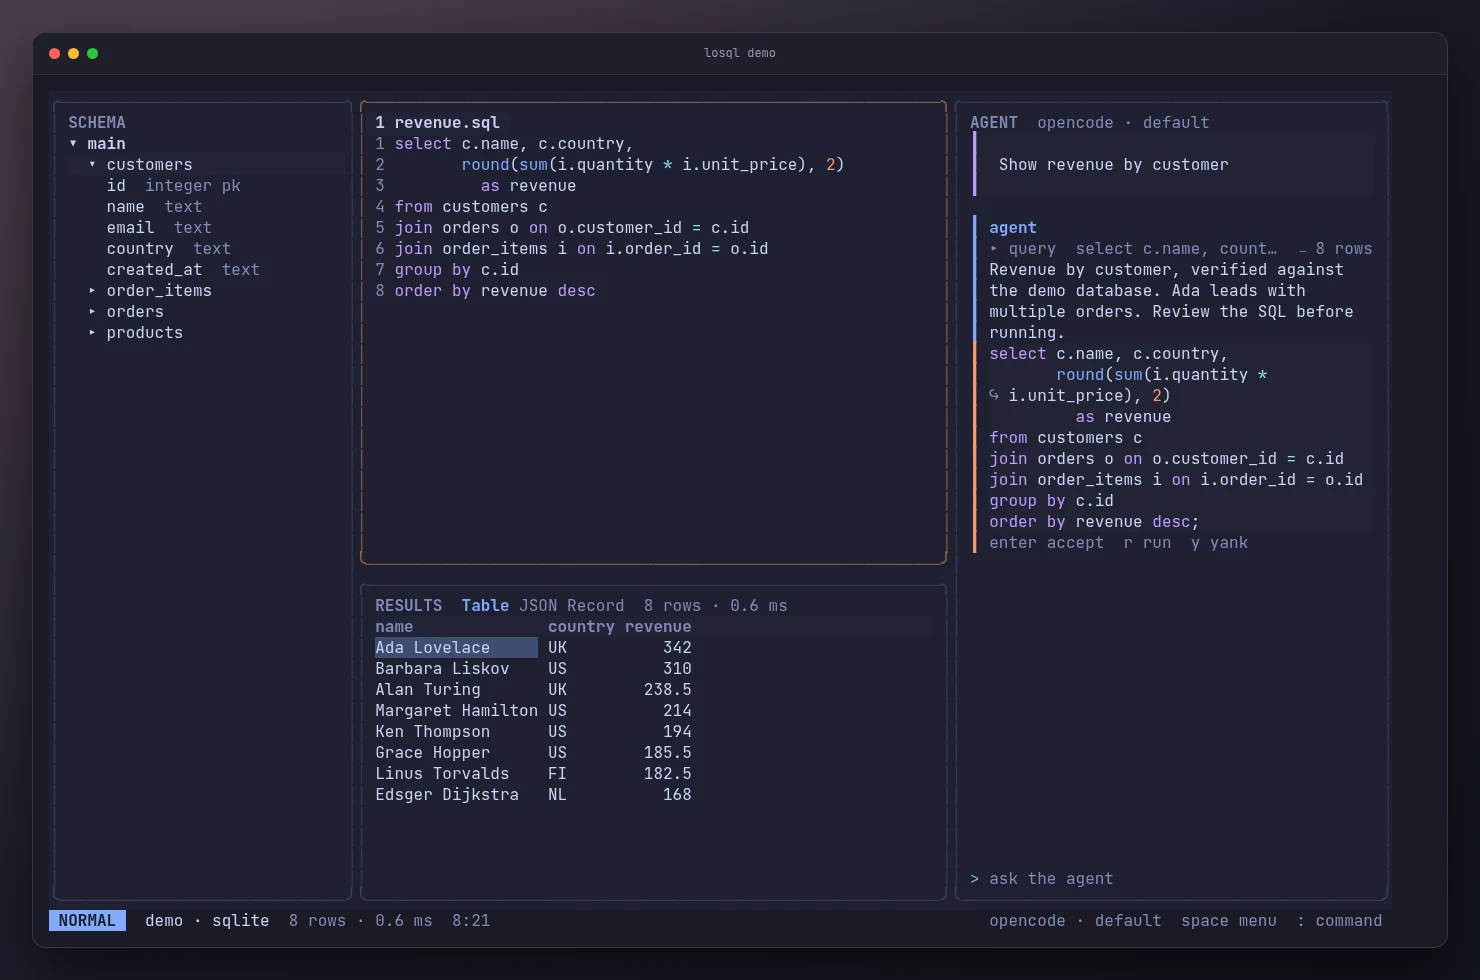 losql demo
SCHEMA
▾ main
▾ customers
id integer pk
name text
email text
country text
created_at text
▸ order_items
▸ orders
▸ products
1 revenue.sql
1 select c.name, c.country,
2        round(sum(i.quantity * i.unit_price), 2)
3          as revenue
4 from customers c
5 join orders o on o.customer_id = c.id
6 join order_items i on i.order_id = o.id
7 group by c.id
8 order by revenue desc
RESULTS  Table JSON Record  8 rows · 0.6 ms
name country revenue
Ada Lovelace UK 342
Barbara Liskov US 310
Alan Turing UK 238.5
Margaret Hamilton US 214
Ken Thompson US 194
Grace Hopper US 185.5
Linus Torvalds FI 182.5
Edsger Dijkstra NL 168
AGENT  opencode · default
Show revenue by customer
agent
▸ query  select c.name, count…  — 8 rows
Revenue by customer, verified against
the demo database. Ada leads with
multiple orders. Review the SQL before
running.
select c.name, c.country,
       round(sum(i.quantity *
↪ i.unit_price), 2)
         as revenue
from customers c
join orders o on o.customer_id = c.id
join order_items i on i.order_id = o.id
group by c.id
order by revenue desc;
enter accept  r run  y yank
> ask the agent
NORMAL  demo · sqlite  8 rows · 0.6 ms  8:21
opencode · default  space menu  : command